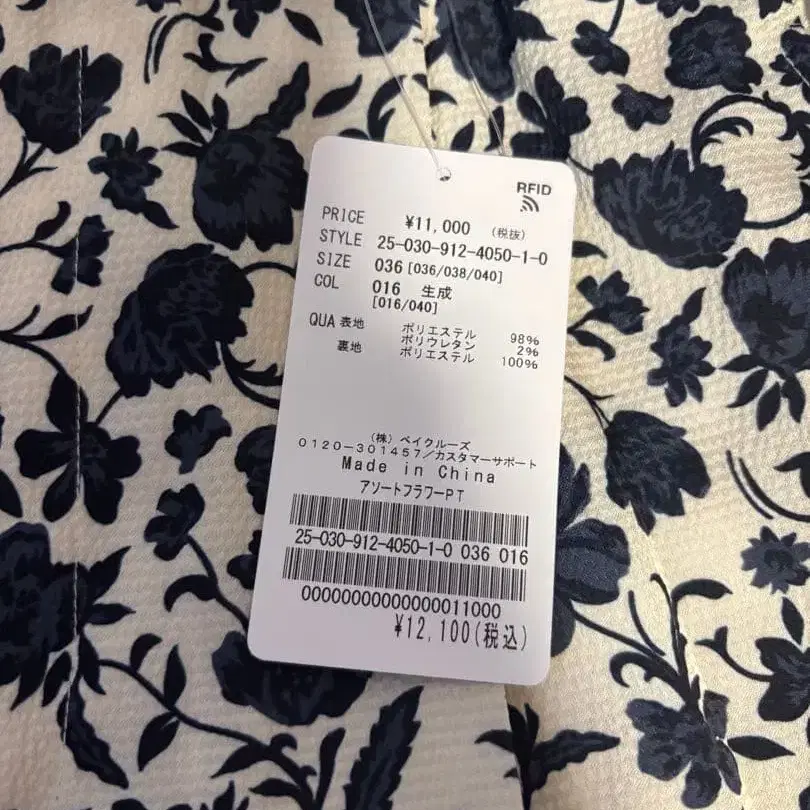 RFID
PRICE ¥11,000 (税抜)
STYLE 25-030-912-4050-1-0
SIZE 036 [036/038/040]
COL 016 生成
[016/040]
QUA 表地 ポリエステル 98%
ポリウレタン 2%
裏地 ポリエステル 100%
(株) ベイクルーズ
0120-301457/カスタマーサポート
Made in China
アソートフラワーPT
25-030-912-4050-1-0 036 016
00000000000000011000
¥12,100(税込)